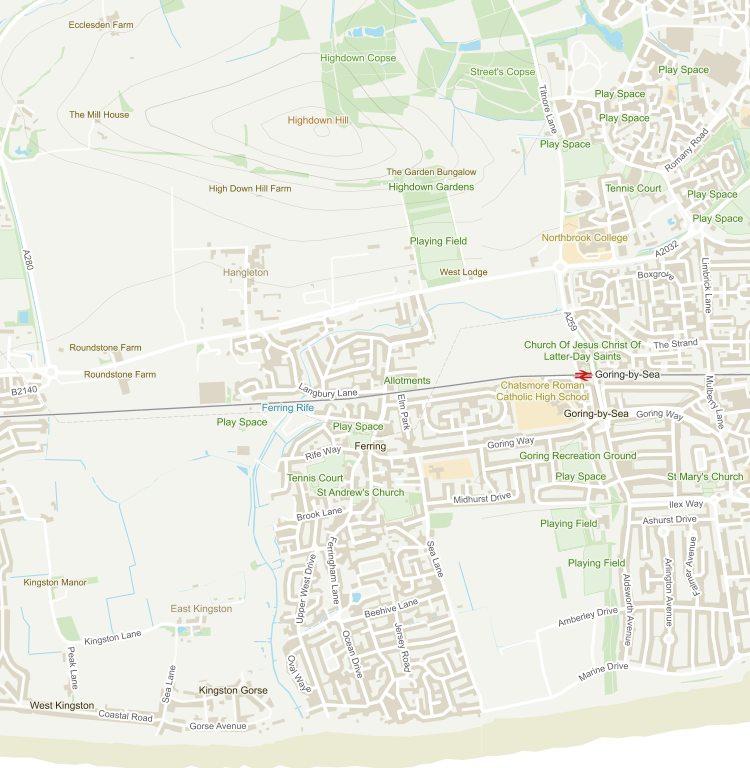 Ecclesden Farm
Highdown Copse
Street's Copse
Play Space
Titnore Lane
Play Space
The Mill House
Highdown Hill
Play Space
Romany Road
Play Space
The Garden Bungalow
High Down Hill Farm
Highdown Gardens
Tennis Court
Play Space
Play Space
Northbrook College
Playing Field
A2032
A280
Hangleton
West Lodge
Boxgrove
Limbrick Lane
A259
Roundstone Farm
Church Of Jesus Christ Of
Latter-Day Saints
The Strand
Roundstone Farm
Goring-by-Sea
B2140
Langbury Lane
Allotments
Chatsmore Roman
Catholic High School
Mulberry Lane
Elm Park
Ferring Rife
Goring-by-Sea
Goring Way
Play Space
Play Space
Ferring
Goring Way
Rife Way
Goring Recreation Ground
Tennis Court
Play Space
St Mary's Church
St Andrew's Church
Midhurst Drive
Ilex Way
Brook Lane
Playing Field
Ashurst Drive
Ferringham Lane
Sea Lane
Playing Field
Upper West Drive
Aldsworth Avenue
Arlington Avenue
Falmer Avenue
Kingston Manor
East Kingston
Beehive Lane
Amberley Drive
Kingston Lane
Ocean Drive
Jersey Road
Peak Lane
Sea Lane
Oval Way
Marine Drive
Kingston Gorse
West Kingston
Coastal Road
Gorse Avenue